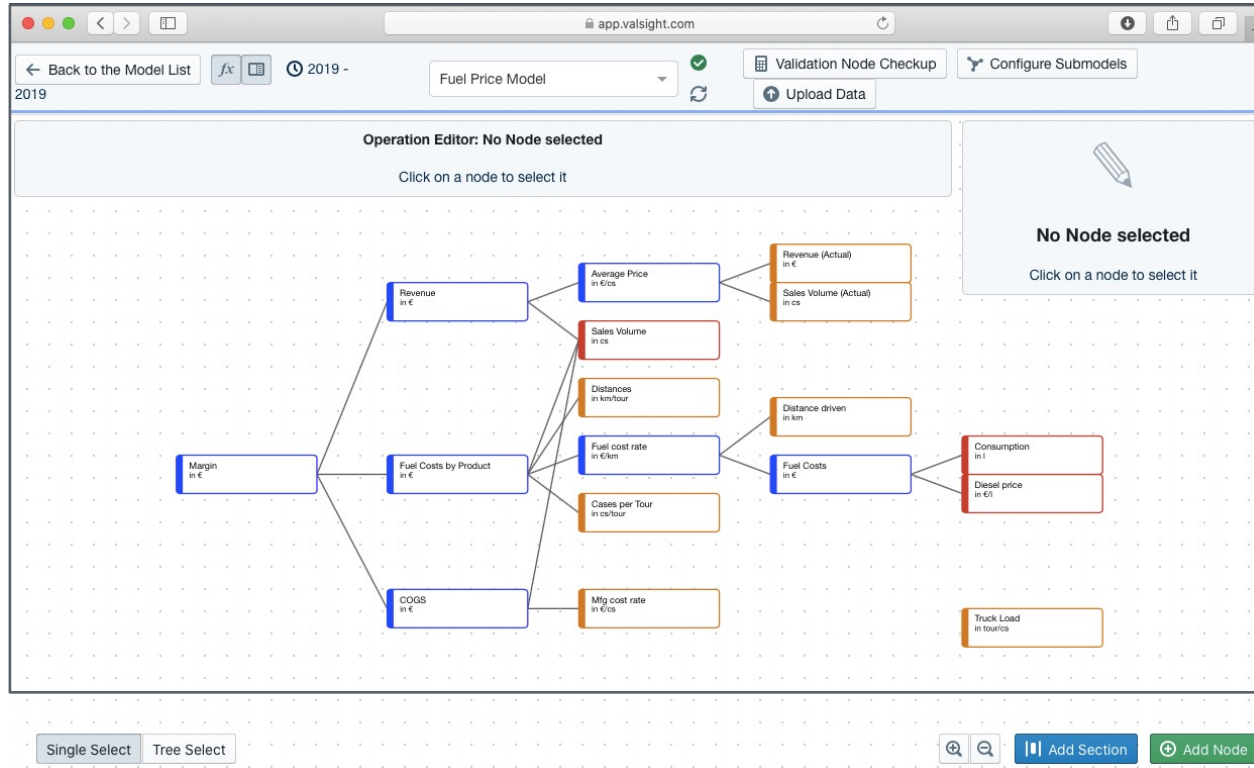 app.valsight.com
Back to the Model List
fx
2019 -
2019
Fuel Price Model
Validation Node Checkup
Configure Submodels
Upload Data
Operation Editor: No Node selected
Click on a node to select it
No Node selected
Click on a node to select it
Revenue (Actual)
in €
Average Price
in €/cs
Sales Volume (Actual)
in cs
Revenue
in €
Sales Volume
in cs
Distances
in km/tour
Distance driven
in km
Fuel cost rate
in €/km
Consumption
in l
Margin
in €
Fuel Costs by Product
in €
Fuel Costs
in €
Diesel price
in €/l
Cases per Tour
in cs/tour
COGS
in €
Mfg cost rate
in €/cs
Truck Load
in tour/cs
Single Select
Tree Select
Add Section
Add Node